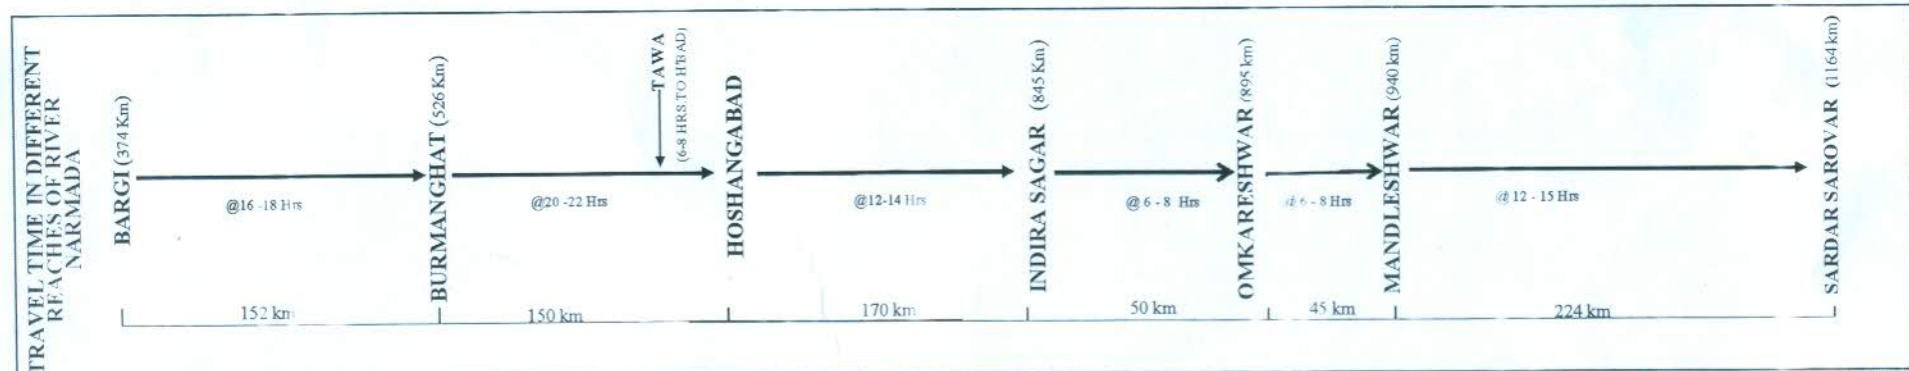 TRAVEL TIME IN DIFFERENT
REACHES OF RIVER
NARMADA
BARGI (374 Km)
@16 -18 Hrs
BURMANGHAT (526 Km)
@20 -22 Hrs
TAWA
(6-8 HRS.TO H'BAD)
HOSHANGABAD
@12-14 Hrs
INDIRA SAGAR (845 Km)
@ 6 - 8 Hrs
OMKARESHWAR (895 km)
@ 6 - 8 Hrs
MANDLESHWAR (940 km)
@ 12 - 15 Hrs
SARDAR SAROVAR (1164 km)
152 km
150 km
170 km
50 km
45 km
224 km